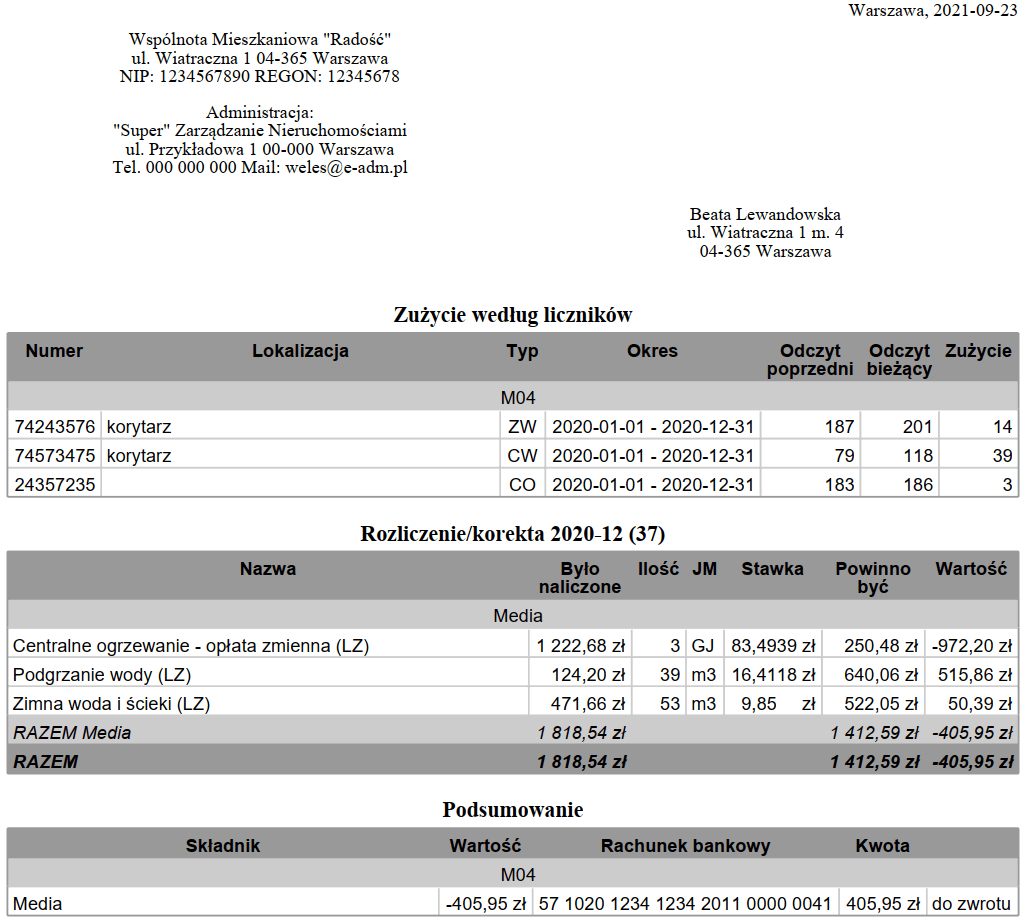 Warszawa, 2021-09-23
Wspólnota Mieszkaniowa "Radość"
ul. Wiatraczna 1 04-365 Warszawa
NIP: 1234567890 REGON: 12345678
Administracja:
"Super" Zarządzanie Nieruchomościami
ul. Przykładowa 1 00-000 Warszawa
Tel. 000 000 000 Mail: weles@e-adm.pl
Beata Lewandowska
ul. Wiatraczna 1 m. 4
04-365 Warszawa
Zużycie według liczników
Numer Lokalizacja Typ Okres Odczyt poprzedni Odczyt bieżący Zużycie
M04
74243576 korytarz ZW 2020-01-01 - 2020-12-31 187 201 14
74573475 korytarz CW 2020-01-01 - 2020-12-31 79 118 39
24357235 CO 2020-01-01 - 2020-12-31 183 186 3
Rozliczenie/korekta 2020-12 (37)
Nazwa Było naliczone Ilość JM Stawka Powinno być Wartość
Media
Centralne ogrzewanie - opłata zmienna (LZ) 1 222,68 zł 3 GJ 83,4939 zł 250,48 zł -972,20 zł
Podgrzanie wody (LZ) 124,20 zł 39 m3 16,4118 zł 640,06 zł 515,86 zł
Zimna woda i ścieki (LZ) 471,66 zł 53 m3 9,85 zł 522,05 zł 50,39 zł
RAZEM Media 1 818,54 zł 1 412,59 zł -405,95 zł
RAZEM 1 818,54 zł 1 412,59 zł -405,95 zł
Podsumowanie
Składnik Wartość Rachunek bankowy Kwota
M04
Media -405,95 zł 57 1020 1234 1234 2011 0000 0041 405,95 zł do zwrotu